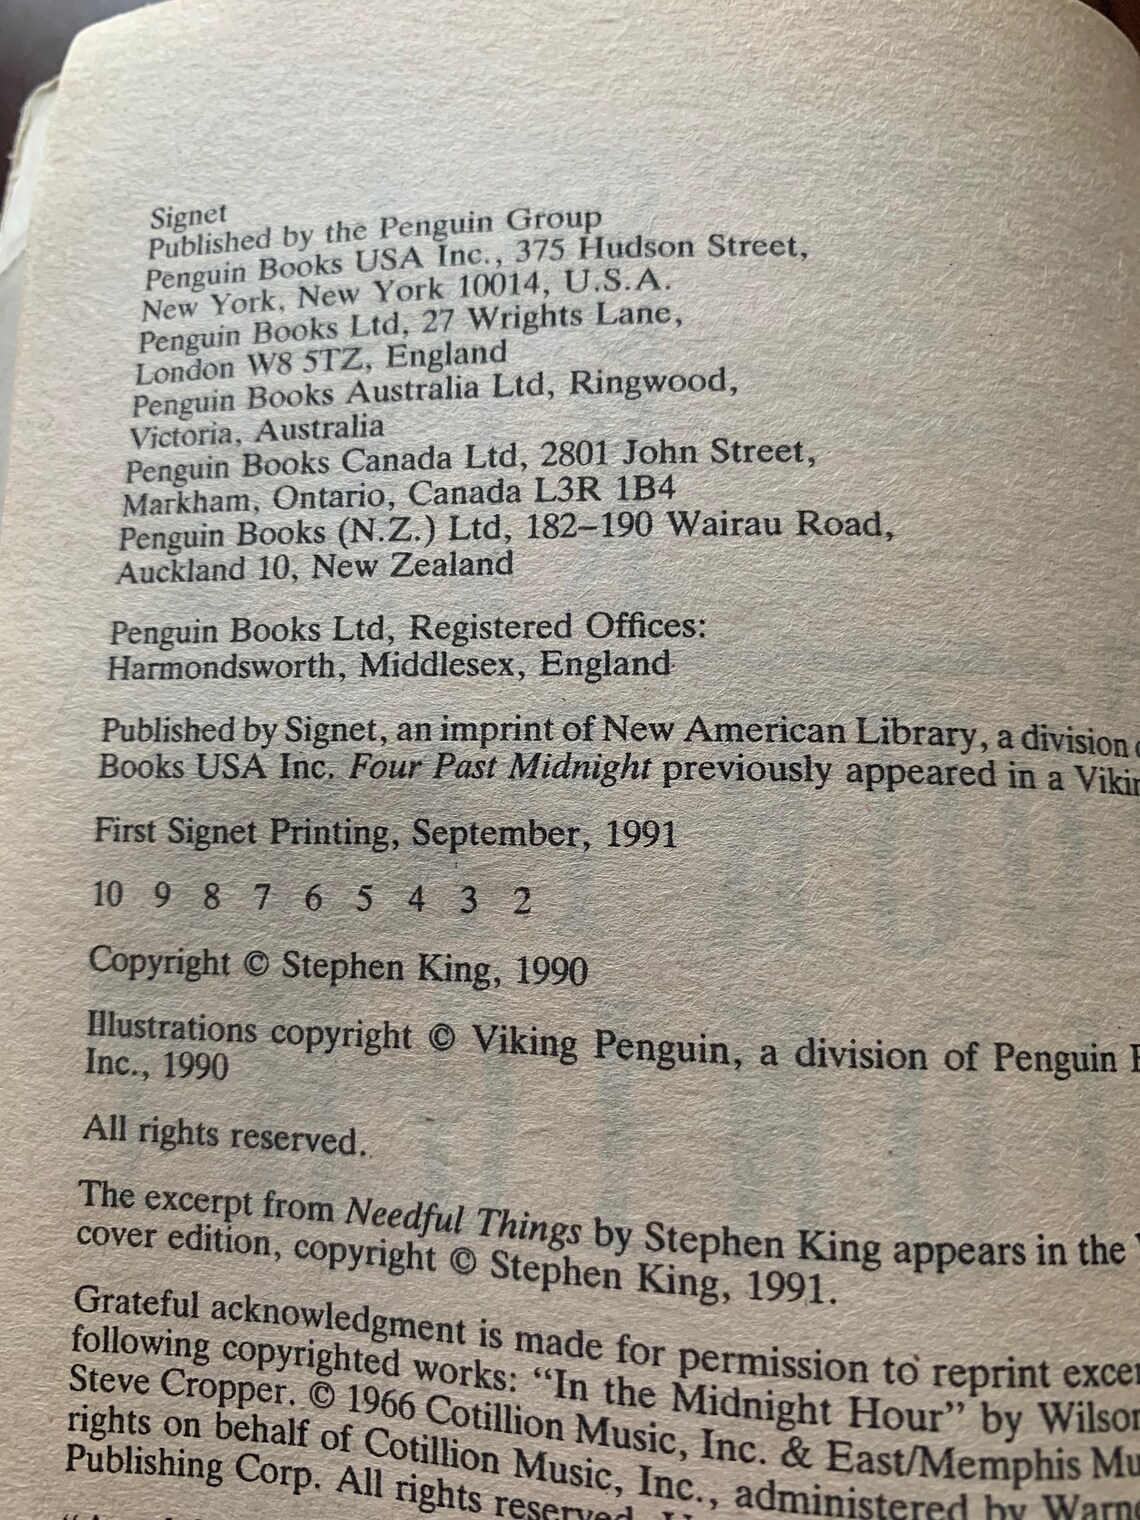 Signet
Published by the Penguin Group
Penguin Books USA Inc., 375 Hudson Street,
New York, New York 10014, U.S.A.
Penguin Books Ltd, 27 Wrights Lane,
London W8 5TZ, England
Penguin Books Australia Ltd, Ringwood,
Victoria, Australia
Penguin Books Canada Ltd, 2801 John Street,
Markham, Ontario, Canada L3R 1B4
Penguin Books (N.Z.) Ltd, 182–190 Wairau Road,
Auckland 10, New Zealand
Penguin Books Ltd, Registered Offices:
Harmondsworth, Middlesex, England
Published by Signet, an imprint of New American Library, a division
Books USA Inc. Four Past Midnight previously appeared in a
First Signet Printing, September, 1991
10 9 8 7 6 5 4 3 2
Copyright © Stephen King, 1990
Illustrations copyright © Viking Penguin, a division of Penguin
Inc., 1990
All rights reserved.
The excerpt from Needful Things by Stephen King appears in the
cover edition, copyright © Stephen King, 1991.
Grateful acknowledgment is made for permission to reprint
following copyrighted works: “In the Midnight Hour” by
Steve Cropper. © 1966 Cotillion Music, Inc. & East/Memphis
rights on behalf of Cotillion Music, Inc., administered by
Publishing Corp. All rights reserved.